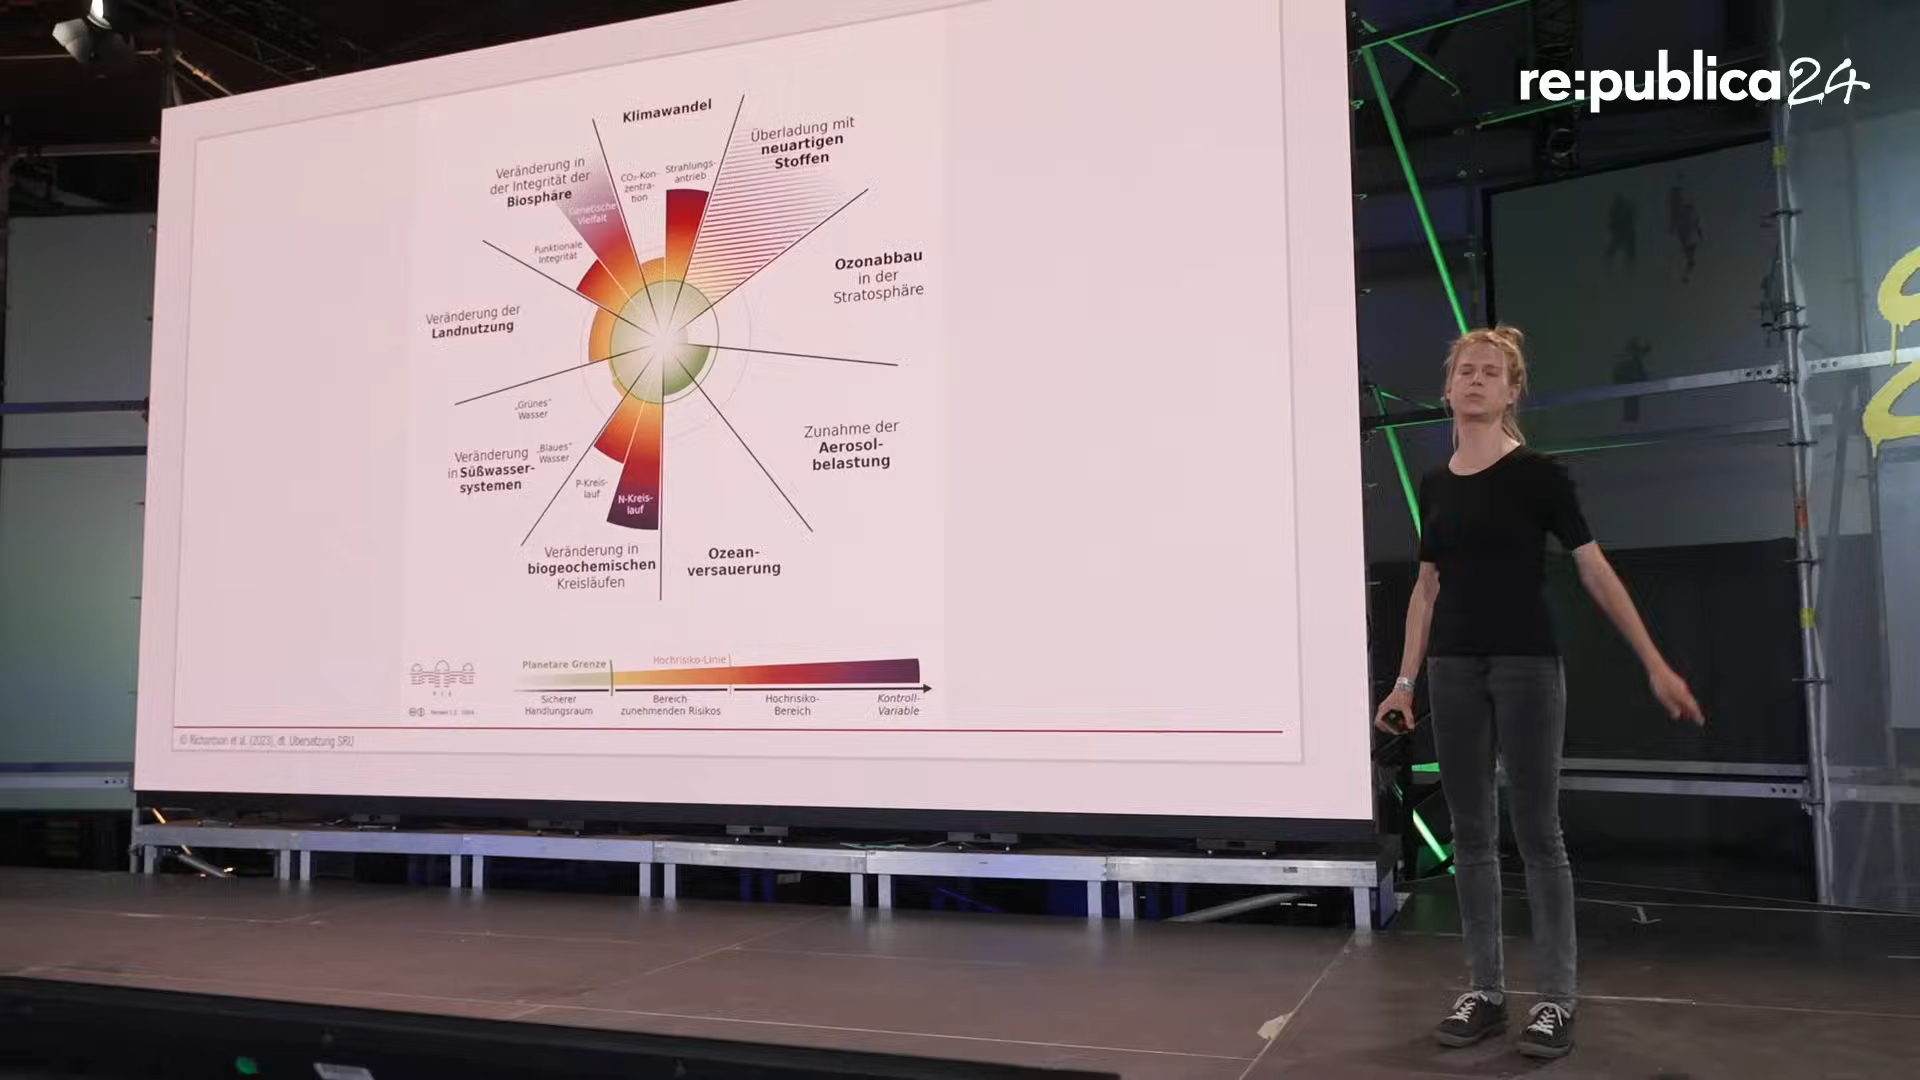 re:publica24
Klimawandel
Überladung mit
neuartigen
Stoffen
Veränderung in
der Integrität der
Biosphäre
CO₂-Kon-
zentra-
tion
Strahlungs-
antrieb
Genetische
Vielfalt
Funktionale
Integrität
Ozonabbau
in der
Stratosphäre
Veränderung der
Landnutzung
„Grünes“
Wasser
Zunahme der
Aerosol-
belastung
„Blaues“
Wasser
Veränderung
in Süßwasser-
systemen
P-Kreis-
lauf
N-Kreis-
lauf
Veränderung in
biogeochemischen
Kreisläufen
Ozean-
versauerung
Planetare Grenze
Hochrisiko-Linie
Sicherer
Handlungsraum
Bereich
zunehmenden Risikos
Hochrisiko-
Bereich
Kontroll-
Variable
P I K
© Richardson et al. (2023), dt. Übersetzung SRU